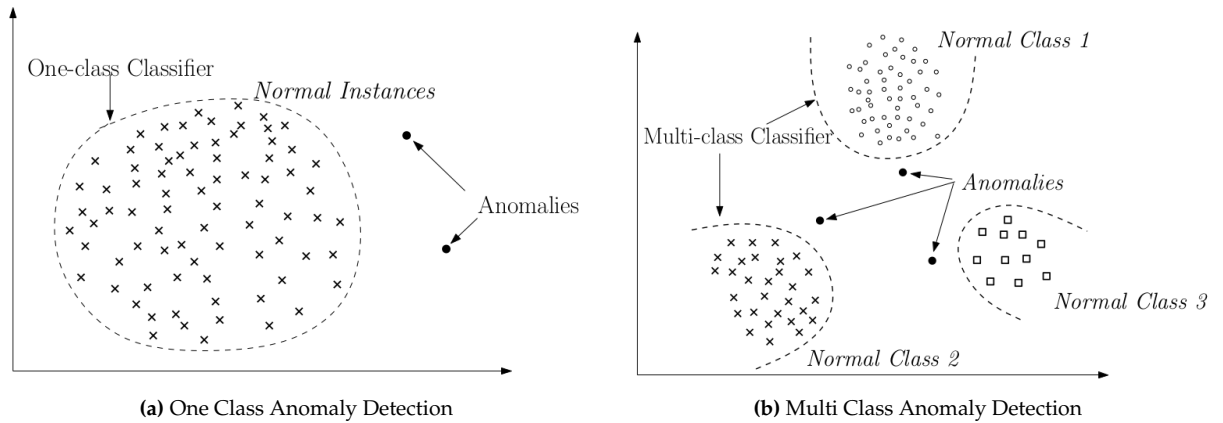 One-class Classifier
Normal Instances
Anomalies
(a) One Class Anomaly Detection
Normal Class 1
Multi-class Classifier
Anomalies
Normal Class 3
Normal Class 2
(b) Multi Class Anomaly Detection